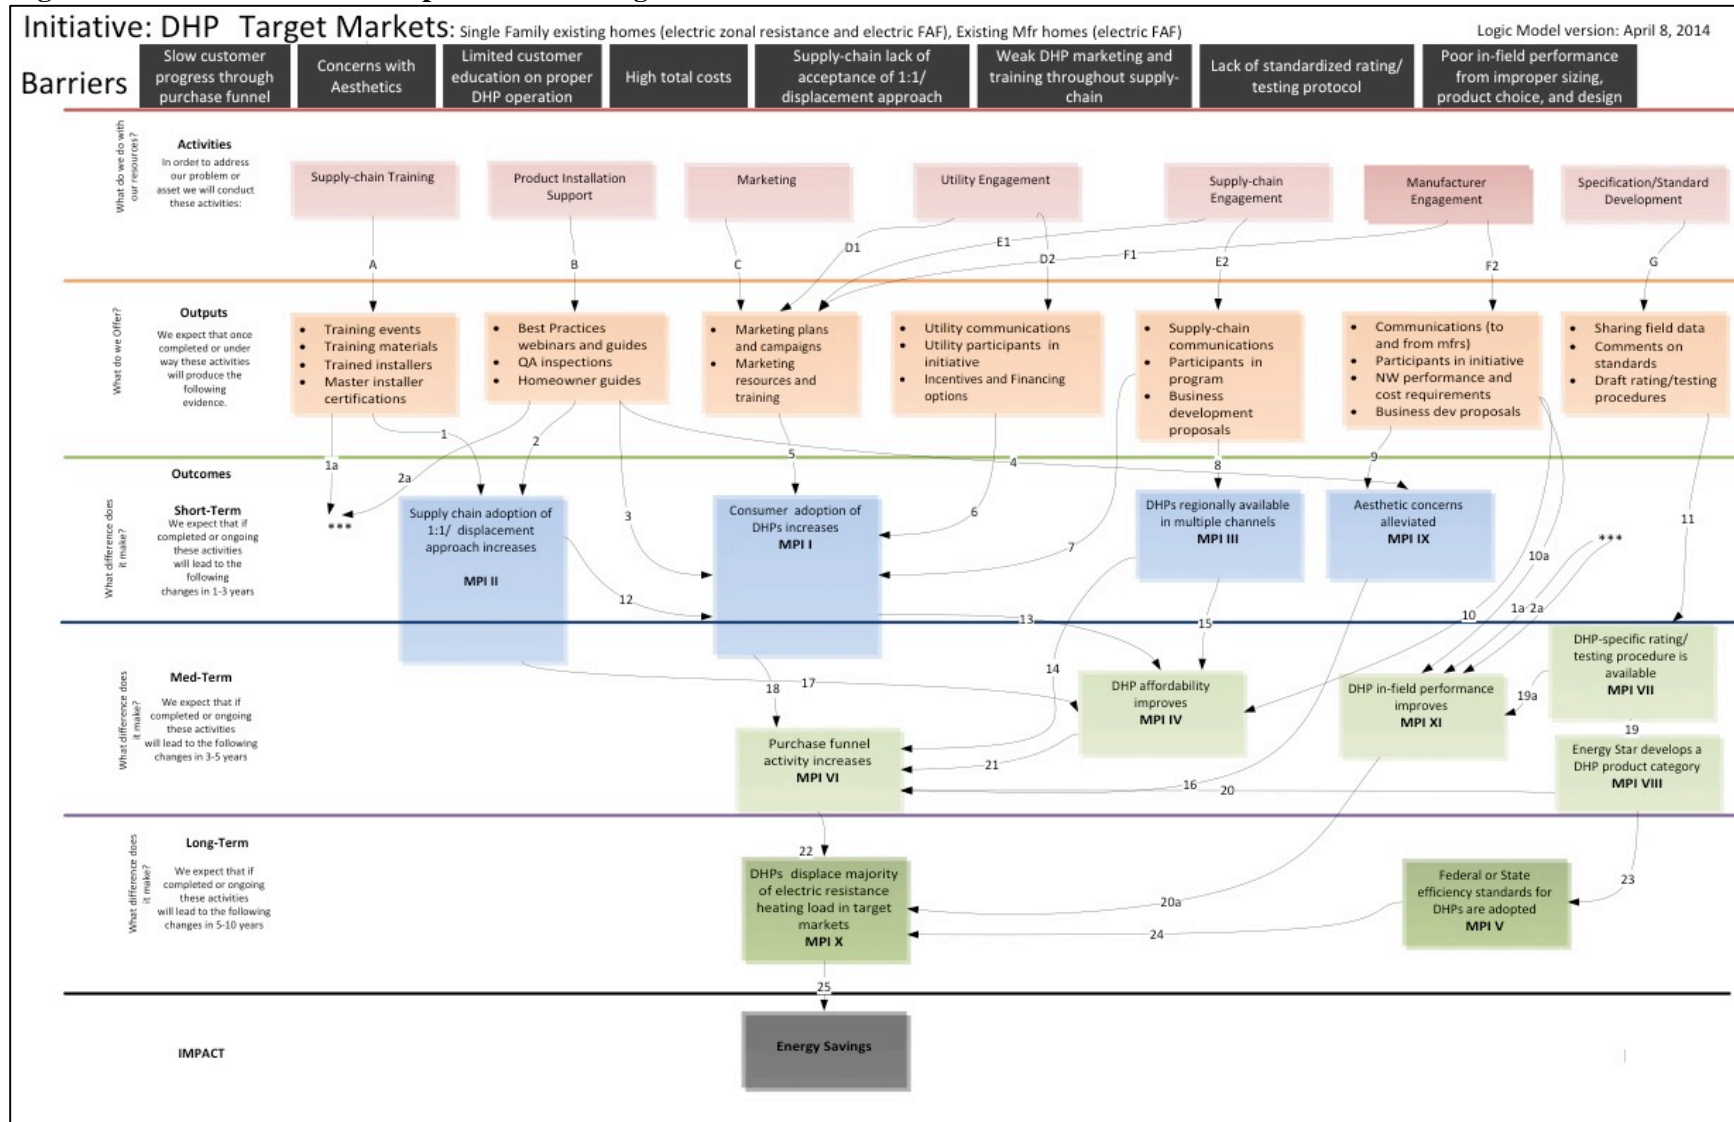 Initiative: DHP Target Markets: Single Family existing homes (electric zonal resistance and electric FAF), Existing Mfr homes (electric FAF)
Logic Model version: April 8, 2014
Barriers
Slow customer
progress through
purchase funnel
Concerns with
Aesthetics
Limited customer
education on proper
DHP operation
High total costs
Supply-chain lack of
acceptance of 1:1/
displacement approach
Weak DHP marketing and
training throughout supply-
chain
Lack of standardized rating/
testing protocol
Poor in-field performance
from improper sizing,
product choice, and design
What do we do with
our resources?
Activities
In order to address
our problem or
asset we will conduct
these activities:
Supply-chain Training
Product Installation
Support
Marketing
Utility Engagement
Supply-chain
Engagement
Manufacturer
Engagement
Specification/Standard
Development
A
B
C
D1
E1
D2
F1
E2
F2
G
What do we Offer?
Outputs
We expect that once
completed or under
way these activities
will produce the
following
evidence.
• Training events
• Training materials
• Trained installers
• Master installer
certifications
• Best Practices
webinars and guides
• QA inspections
• Homeowner guides
• Marketing plans
and campaigns
• Marketing
resources and
training
• Utility communications
• Utility participants in
initiative
• Incentives and Financing
options
• Supply-chain
communications
• Participants in
program
• Business
development
proposals
• Communications (to
and from mfrs)
• Participants in initiative
• NW performance and
cost requirements
• Business dev proposals
• Sharing field data
• Comments on
standards
• Draft rating/testing
procedures
1
2
1a
2a
3
5
4
6
7
8
9
10a
10
11
Outcomes
What difference does
it make?
Short-Term
We expect that if
completed or ongoing
these activities
will lead to the
following
changes in 1-3 years
***
Supply chain adoption of
1:1/ displacement
approach increases
MPI II
Consumer adoption of
DHPs increases
MPI I
DHPs regionally available
in multiple channels
MPI III
Aesthetic concerns
alleviated
MPI IX
***
1a 2a
12
13
15
14
What difference does
it make?
Med-Term
We expect that if
completed or ongoing
these activities
will lead to the following
changes in 3-5 years
18
17
Purchase funnel
activity increases
MPI VI
DHP affordability
improves
MPI IV
DHP in-field performance
improves
MPI XI
DHP-specific rating/
testing procedure is
available
MPI VII
19a
19
Energy Star develops a
DHP product category
MPI VIII
21
16
20
What difference does
it make?
Long-Term
We expect that if
completed or ongoing
these activities
will lead to the following
changes in 5-10 years
22
DHPs displace majority
of electric resistance
heating load in target
markets
MPI X
20a
24
Federal or State
efficiency standards for
DHPs are adopted
MPI V
23
25
IMPACT
Energy Savings